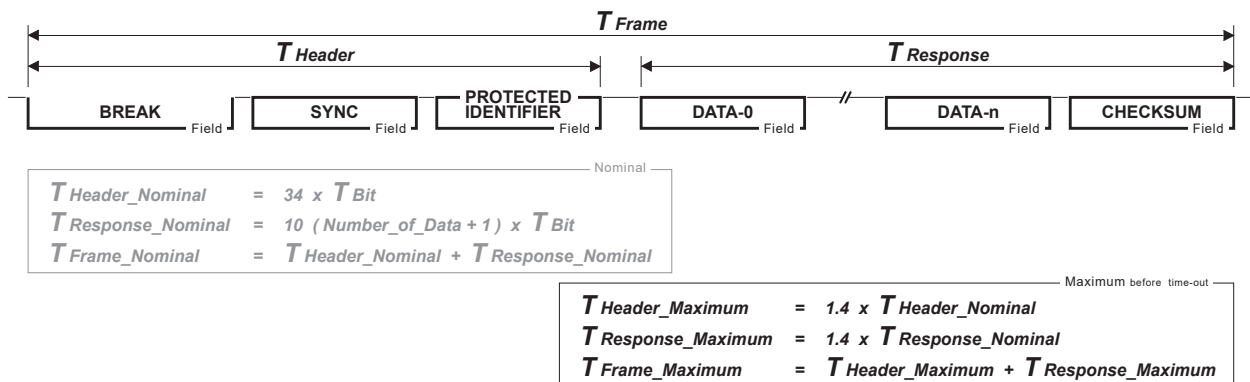 T Frame
T Header
T Response
BREAK
Field
SYNC
Field
PROTECTED
IDENTIFIER
Field
DATA-0
Field
//
DATA-n
Field
CHECKSUM
Field
Nominal
T Header_Nominal = 34 x T Bit
T Response_Nominal = 10 ( Number_of_Data + 1 ) x T Bit
T Frame_Nominal = T Header_Nominal + T Response_Nominal
Maximum before time-out
T Header_Maximum = 1.4 x T Header_Nominal
T Response_Maximum = 1.4 x T Response_Nominal
T Frame_Maximum = T Header_Maximum + T Response_Maximum